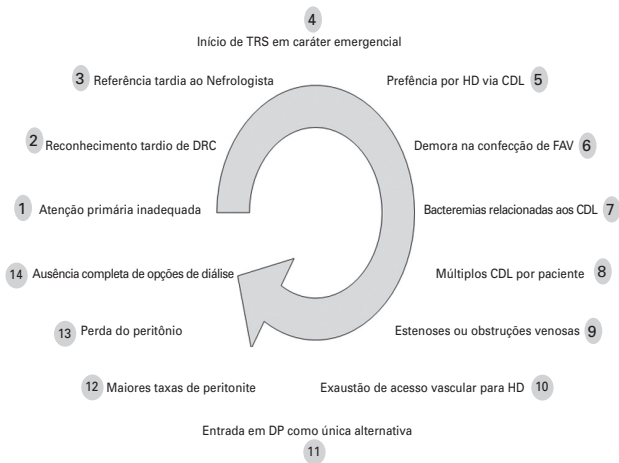 4
Início de TRS em caráter emergencial
3 Referência tardia ao Nefrologista
Prefência por HD via CDL 5
2 Reconhecimento tardio de DRC
Demora na confecção de FAV 6
1 Atenção primária inadequada
Bacteremias relacionadas aos CDL 7
14 Ausência completa de opções de diálise
Múltiplos CDL por paciente 8
13 Perda do peritônio
Estenoses ou obstruções venosas 9
12 Maiores taxas de peritonite
Exaustão de acesso vascular para HD 10
Entrada em DP como única alternativa
11